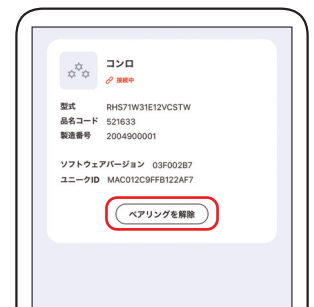 コンロ
接続中
型式 RHS71W31E12VCSTW
品名コード 521633
製造番号 2004900001
ソフトウェアバージョン 03F002B7
ユニークID MAC012C9FFB122AF7
ペアリングを解除